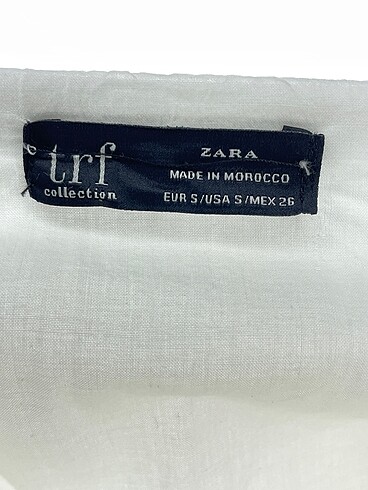 trf
collection
ZARA
MADE IN MOROCCO
EUR S/USA S/MEX 26